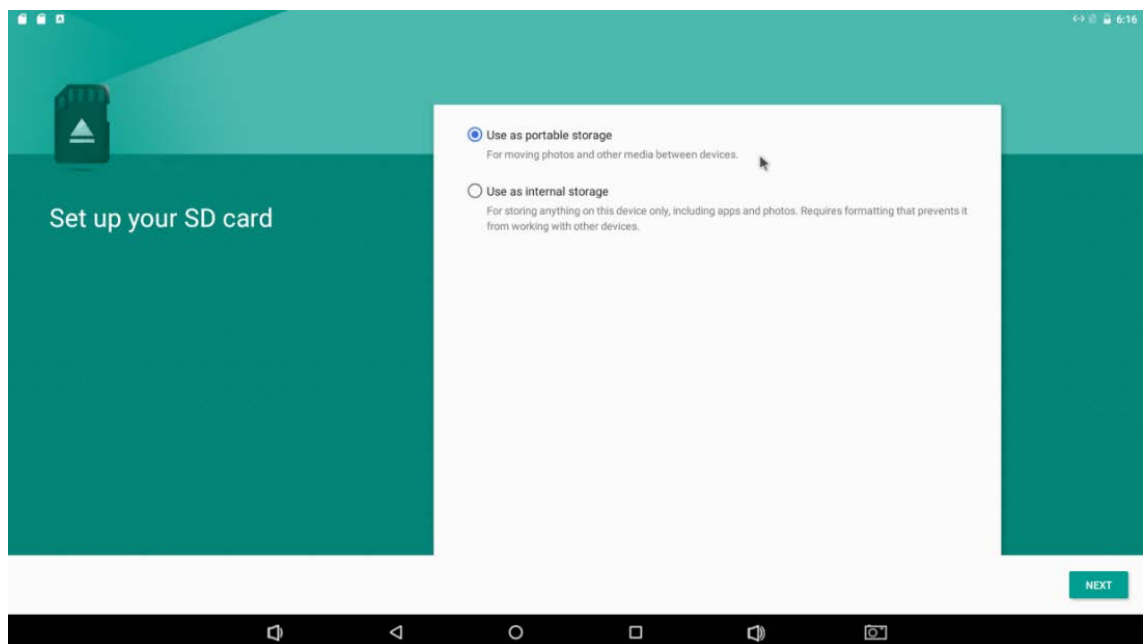 6:16
Set up your SD card
Use as portable storage
For moving photos and other media between devices.
Use as internal storage
For storing anything on this device only, including apps and photos. Requires formatting that prevents it
from working with other devices.
NEXT